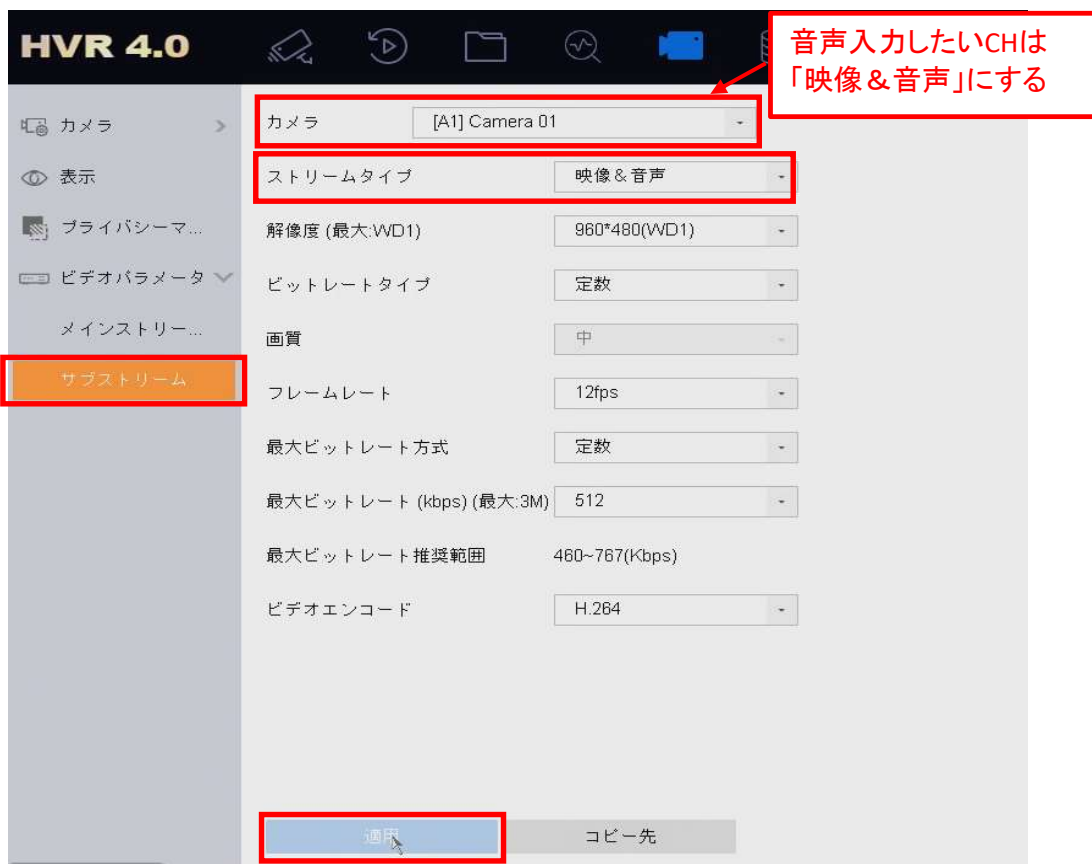 HVR 4.0
音声入力したいCHは
「映像＆音声」にする
カメラ
表示
プライバシーマ...
ビデオパラメータ
メインストリー...
サブストリーム
カメラ [A1] Camera 01
ストリームタイプ 映像＆音声
解像度 (最大:WD1) 960*480(WD1)
ビットレートタイプ 定数
画質 中
フレームレート 12fps
最大ビットレート方式 定数
最大ビットレート (kbps) (最大:3M) 512
最大ビットレート推奨範囲 460~767(Kbps)
ビデオエンコード H.264
適用 コピー先